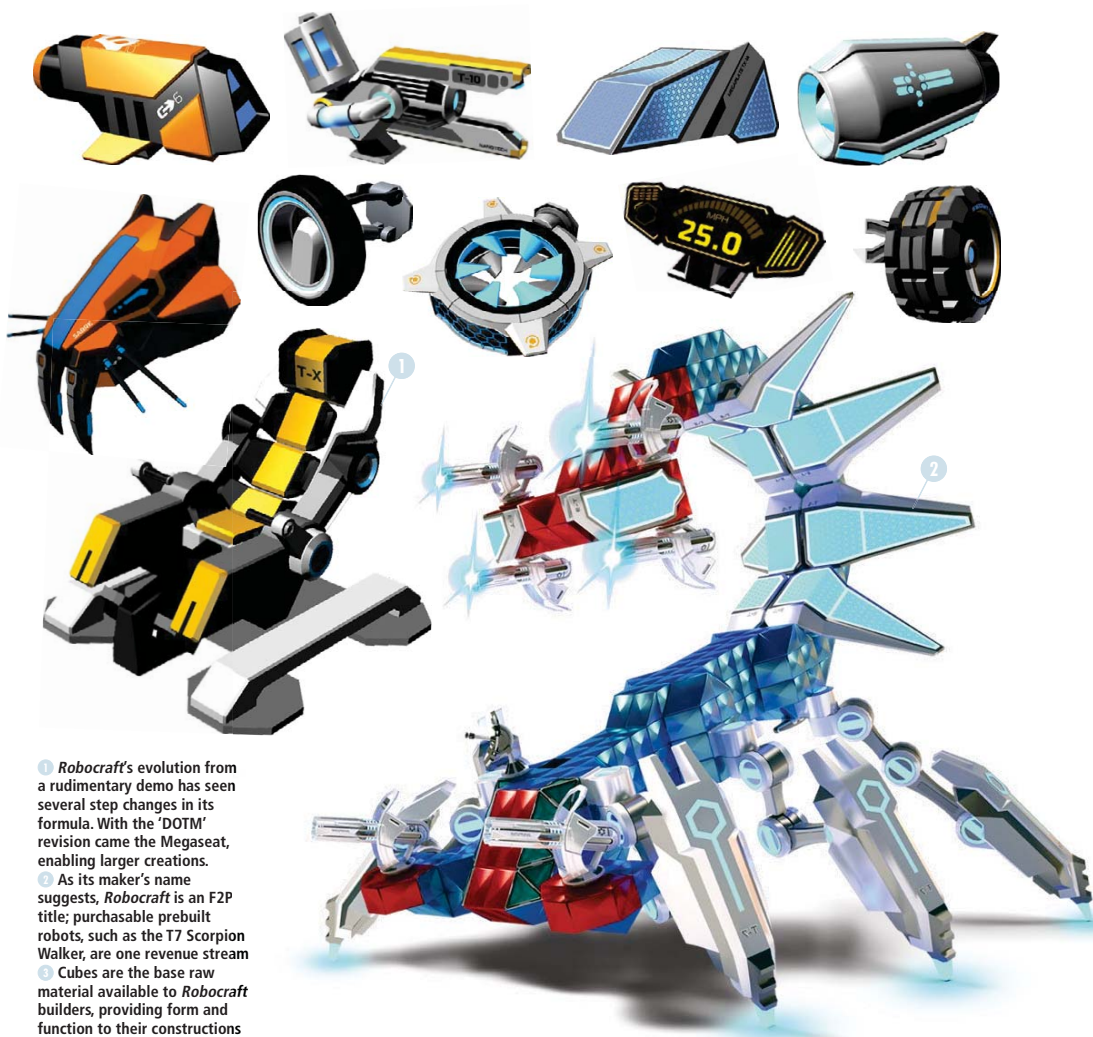 6
T-10
MPH
25.0
T-X
1
2
1 Robocraft's evolution from
a rudimentary demo has seen
several step changes in its
formula. With the ‘DOTM’
revision came the Megaseat,
enabling larger creations.
2 As its maker's name
suggests, Robocraft is an F2P
title; purchasable prebuilt
robots, such as the T7 Scorpion
Walker, are one revenue stream
3 Cubes are the base raw
material available to Robocraft
builders, providing form and
function to their constructions